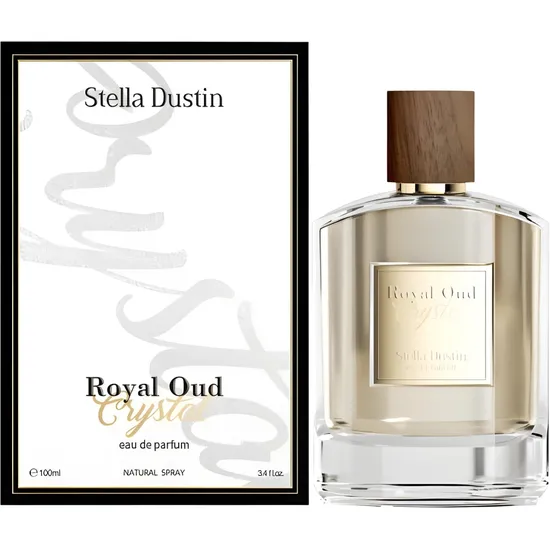 Stella Dustin
Royal Oud
Crystal
eau de parfum
℮100ml NATURAL SPRAY 3.4 fl.oz.
Royal Oud
Crystal
Stella Dustin